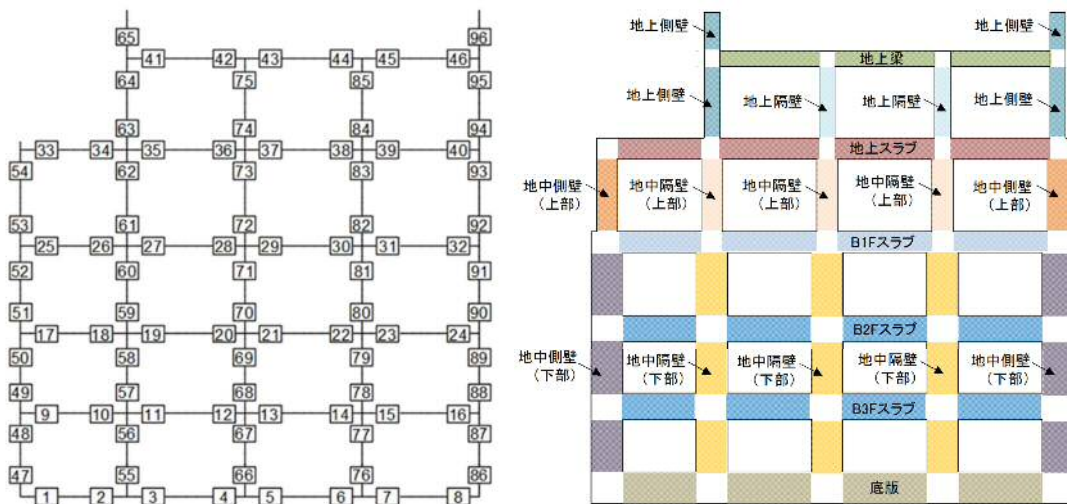 65 96
41 42 43 44 45 46
64 75 85 95
63 74 84 94
33 34 35 36 37 38 39 40
54 62 73 83 93
53 61 72 82 92
25 26 27 28 29 30 31 32
52 60 71 81 91
51 59 70 80 90
17 18 19 20 21 22 23 24
50 58 69 79 89
49 57 68 78 88
9 10 11 12 13 14 15 16
48 56 67 77 87
47 55 66 76 86
1 2 3 4 5 6 7 8
地上側壁 地上側壁
地上梁
地上側壁 地上隔壁 地上隔壁 地上側壁
地上スラブ
地中側壁 地中隔壁 地中隔壁 地中隔壁 地中側壁
(上部) (上部) (上部) (上部) (上部)
B1Fスラブ
B2Fスラブ
地中側壁 地中隔壁 地中隔壁 地中隔壁 地中側壁
(下部) (下部) (下部) (下部) (下部)
B3Fスラブ
底版